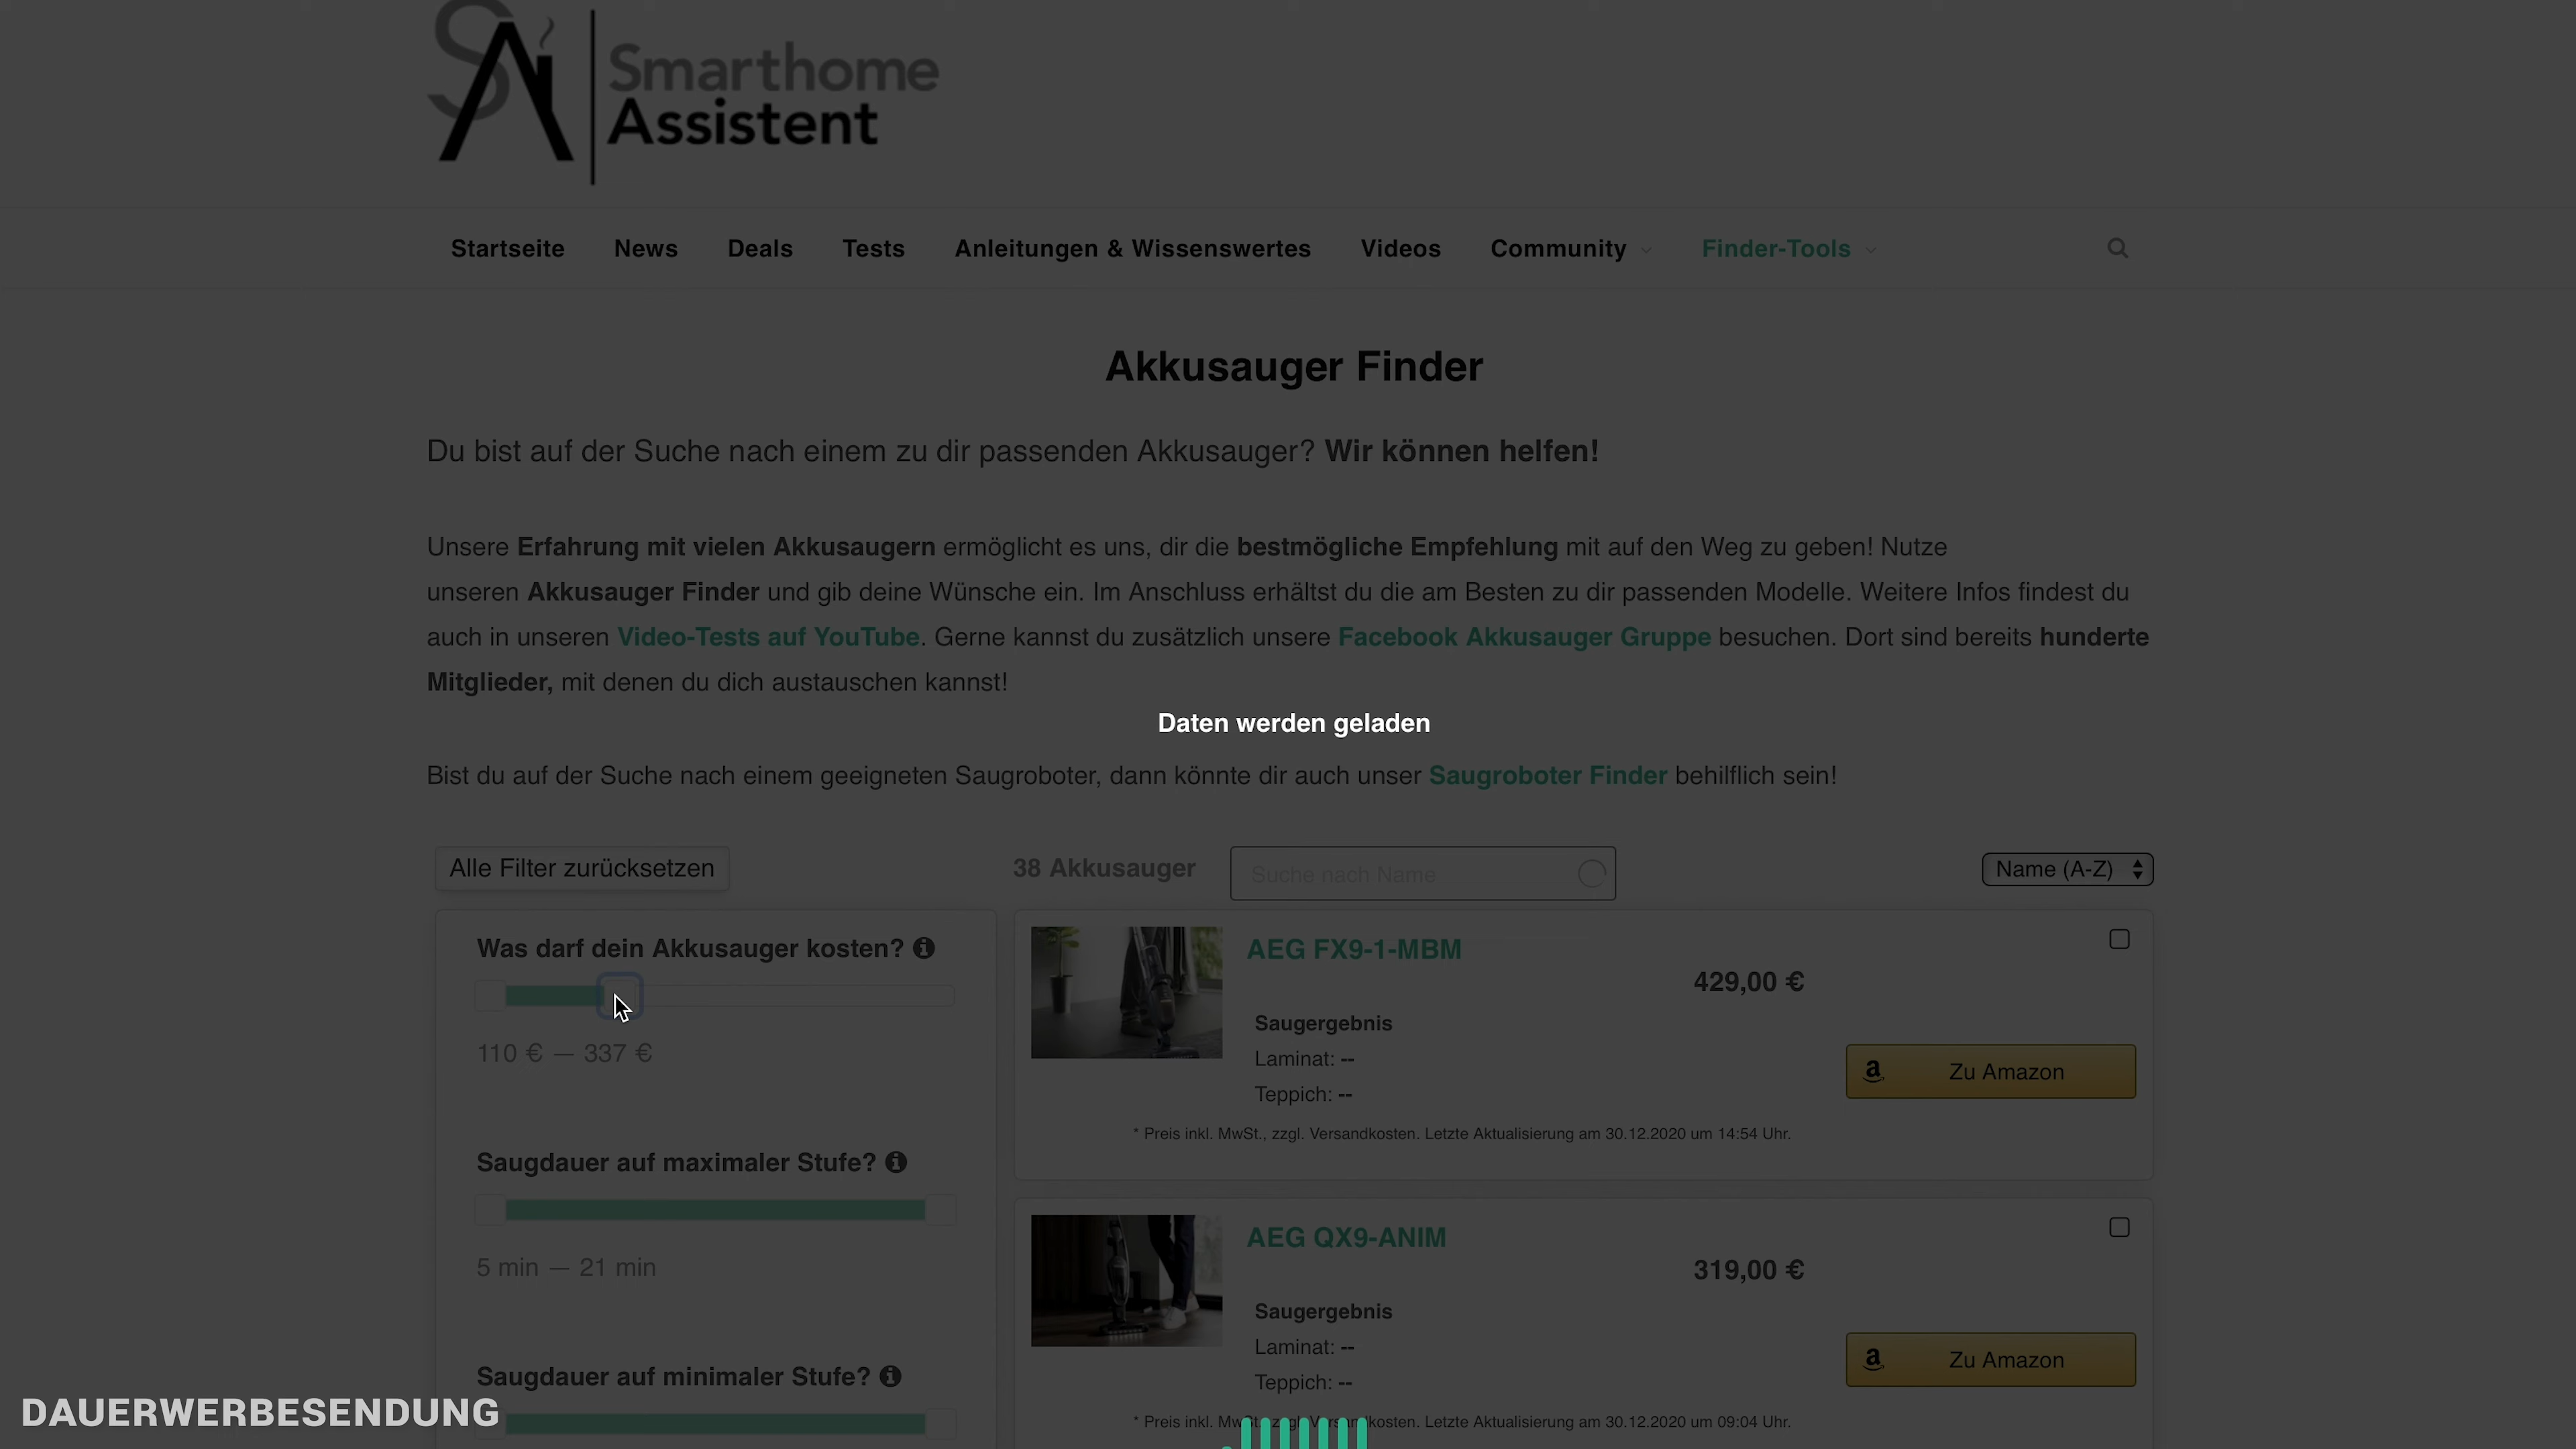 SA
Smarthome
Assistent
Startseite News Deals Tests Anleitungen & Wissenswertes Videos Community Finder-Tools
Akkusauger Finder
Du bist auf der Suche nach einem zu dir passenden Akkusauger? Wir können helfen!
Unsere Erfahrung mit vielen Akkusaugern ermöglicht es uns, dir die bestmögliche Empfehlung mit auf den Weg zu geben! Nutze
unseren Akkusauger Finder und gib deine Wünsche ein. Im Anschluss erhältst du die am Besten zu dir passenden Modelle. Weitere Infos findest du
auch in unseren Video-Tests auf YouTube. Gerne kannst du zusätzlich unsere Facebook Akkusauger Gruppe besuchen. Dort sind bereits hunderte
Mitglieder, mit denen du dich austauschen kannst!
Daten werden geladen
Bist du auf der Suche nach einem geeigneten Saugroboter, dann könnte dir auch unser Saugroboter Finder behilflich sein!
Alle Filter zurücksetzen
38 Akkusauger
Suche nach Name
Name (A-Z)
Was darf dein Akkusauger kosten?
110 € — 337 €
Saugdauer auf maximaler Stufe?
5 min — 21 min
Saugdauer auf minimaler Stufe?
AEG FX9-1-MBM
429,00 €
Saugergebnis
Laminat: --
Teppich: --
Zu Amazon
* Preis inkl. MwSt., zzgl. Versandkosten. Letzte Aktualisierung am 30.12.2020 um 14:54 Uhr.
AEG QX9-ANIM
319,00 €
Saugergebnis
Laminat: --
Teppich: --
Zu Amazon
* Preis inkl. MwSt., zzgl. Versandkosten. Letzte Aktualisierung am 30.12.2020 um 09:04 Uhr.
DAUERWERBESENDUNG